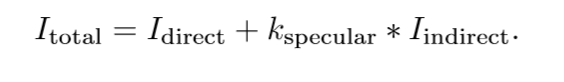 I_total = I_direct + k_specular * I_indirect.